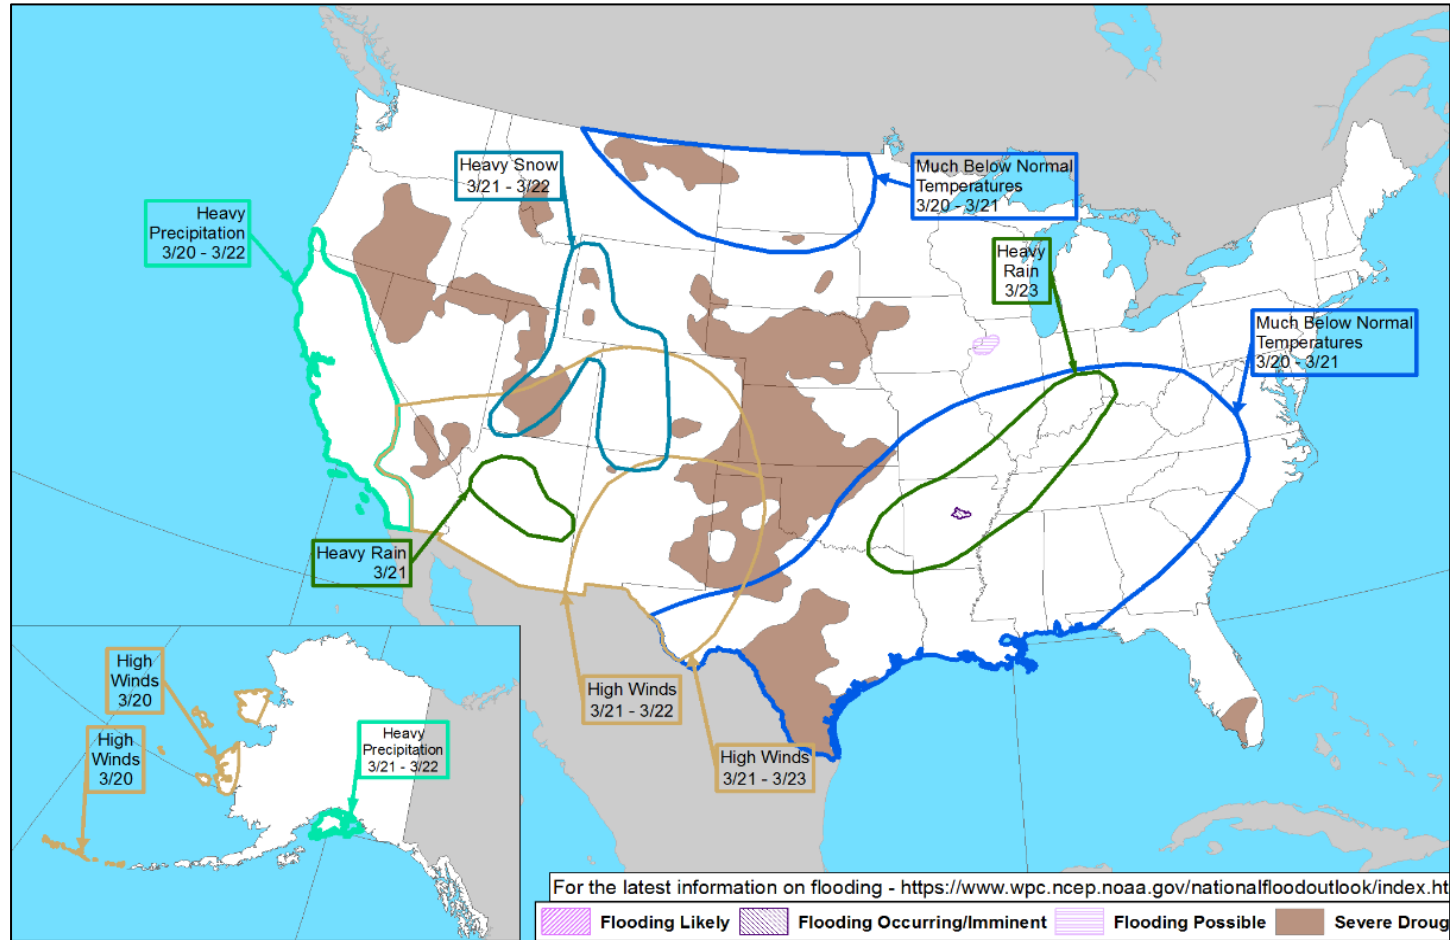 Heavy Snow
3/21 - 3/22
Much Below Normal
Temperatures
3/20 - 3/21
Heavy
Precipitation
3/20 - 3/22
Heavy
Rain
3/23
Much Below Normal
Temperatures
3/20 - 3/21
Heavy Rain
3/21
High
Winds
3/20
High
Winds
3/20
Heavy
Precipitation
3/21 - 3/22
High Winds
3/21 - 3/22
High Winds
3/21 - 3/23
For the latest information on flooding - https://www.wpc.ncep.noaa.gov/nationalfloodoutlook/index.ht
Flooding Likely
Flooding Occurring/Imminent
Flooding Possible
Severe Droug